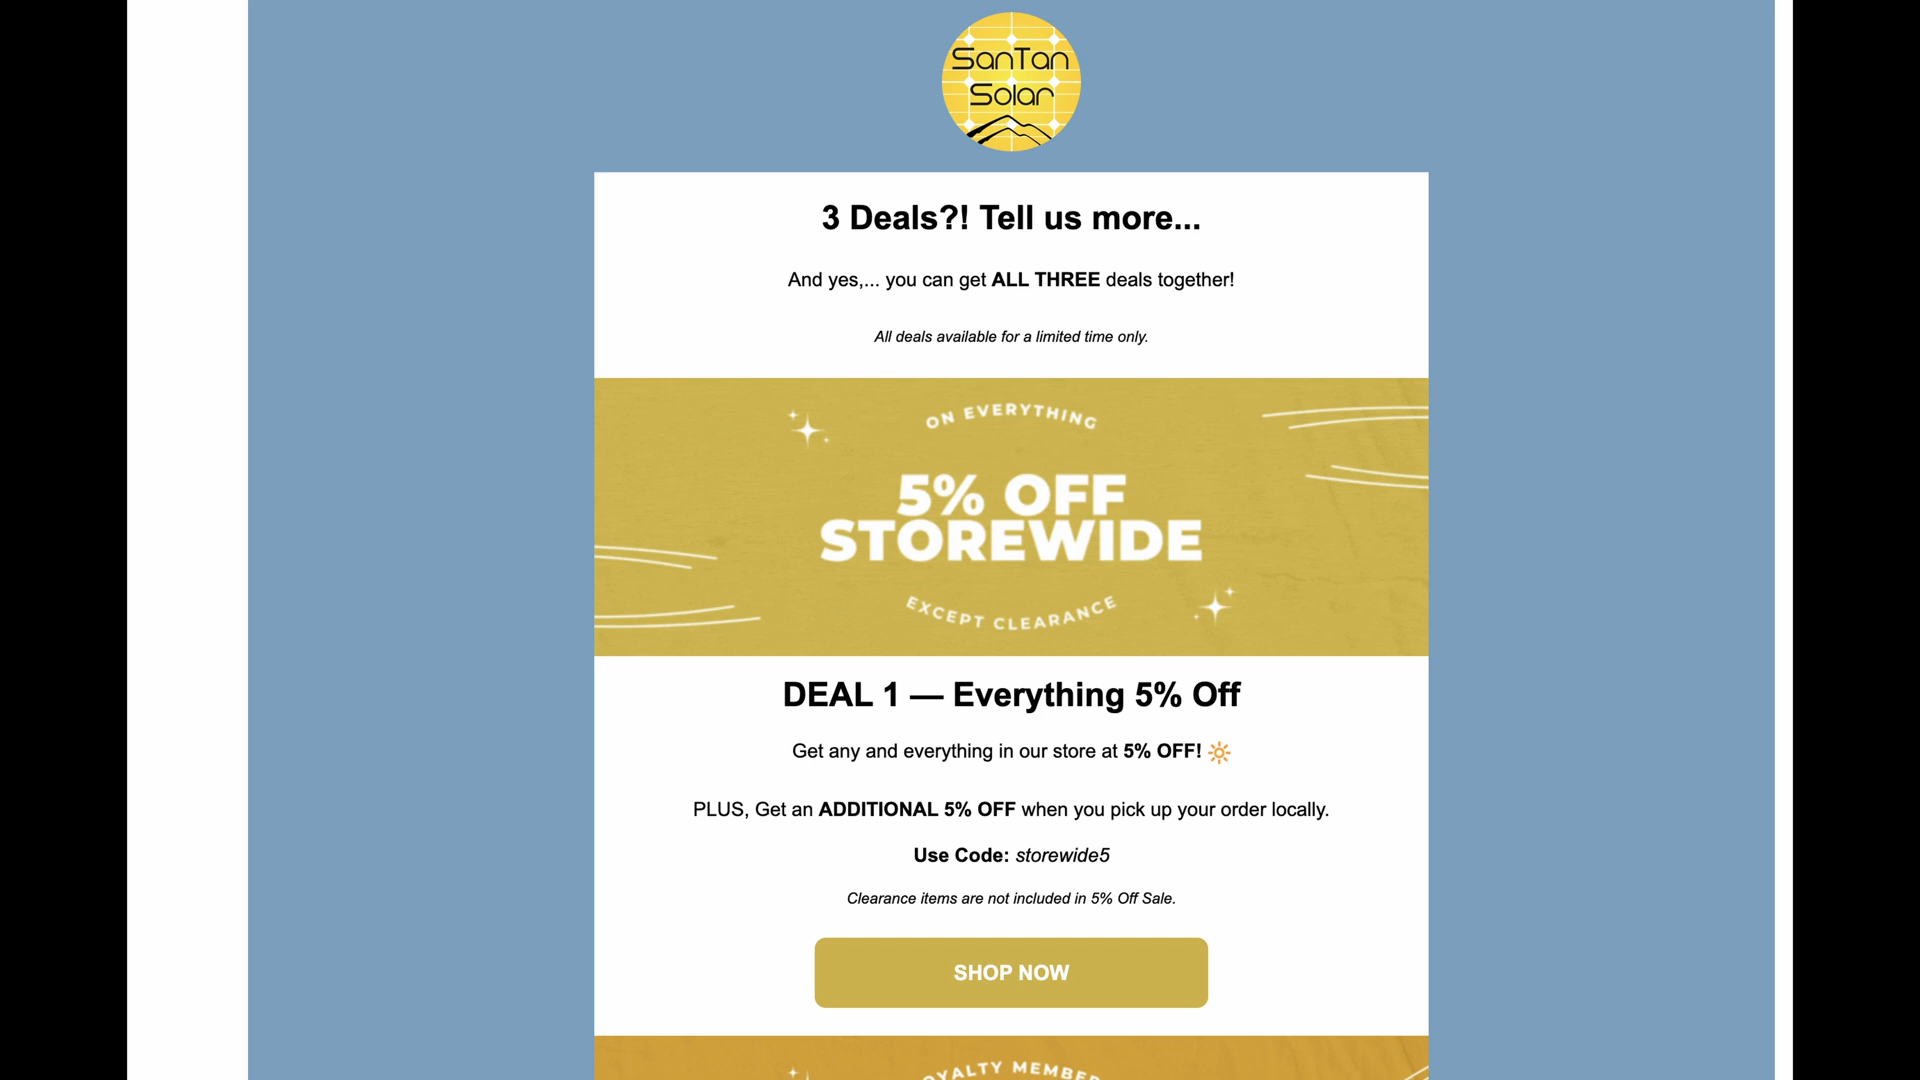 SanTan
Solar
3 Deals?! Tell us more...
And yes,... you can get ALL THREE deals together!
All deals available for a limited time only.
ON EVERYTHING
5% OFF
STOREWIDE
EXCEPT CLEARANCE
DEAL 1 — Everything 5% Off
Get any and everything in our store at 5% OFF! 🔆
PLUS, Get an ADDITIONAL 5% OFF when you pick up your order locally.
Use Code: storewide5
Clearance items are not included in 5% Off Sale.
SHOP NOW